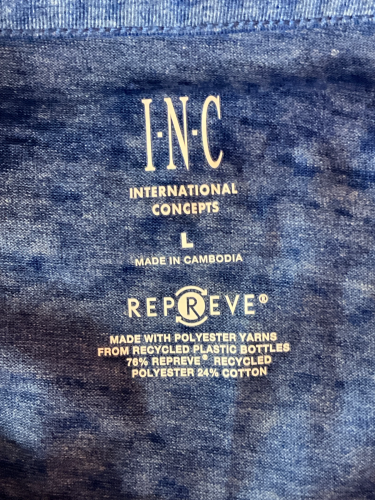 I·N·C
INTERNATIONAL
CONCEPTS
L
MADE IN CAMBODIA
REPREVE®
MADE WITH POLYESTER YARNS
FROM RECYCLED PLASTIC BOTTLES
76% REPREVE® RECYCLED
POLYESTER 24% COTTON